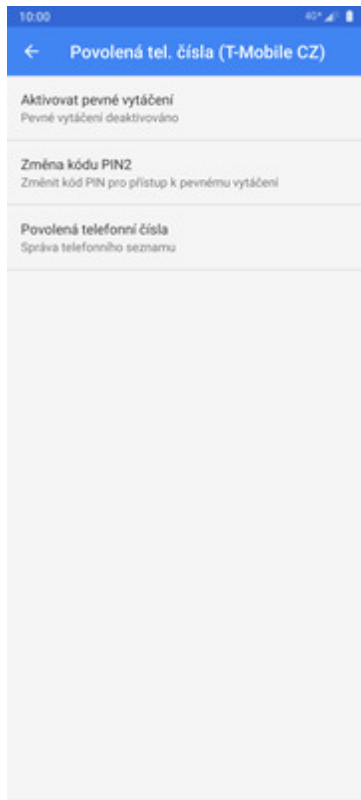 10:00 4G+
Povolená tel. čísla (T-Mobile CZ)
Aktivovat pevné vytáčení
Pevné vytáčení deaktivováno
Změna kódu PIN2
Změnit kód PIN pro přístup k pevnému vytáčení
Povolená telefonní čísla
Správa telefonního seznamu